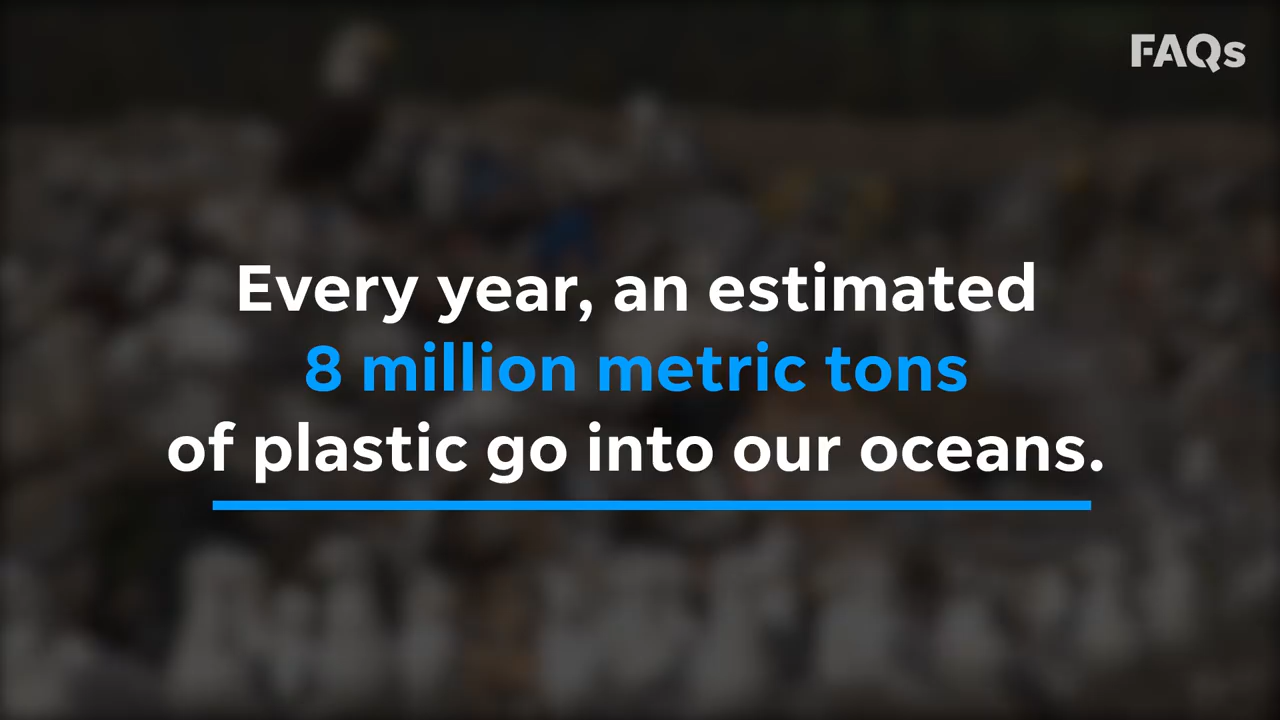 FAQs
Every year, an estimated
8 million metric tons
of plastic go into our oceans.